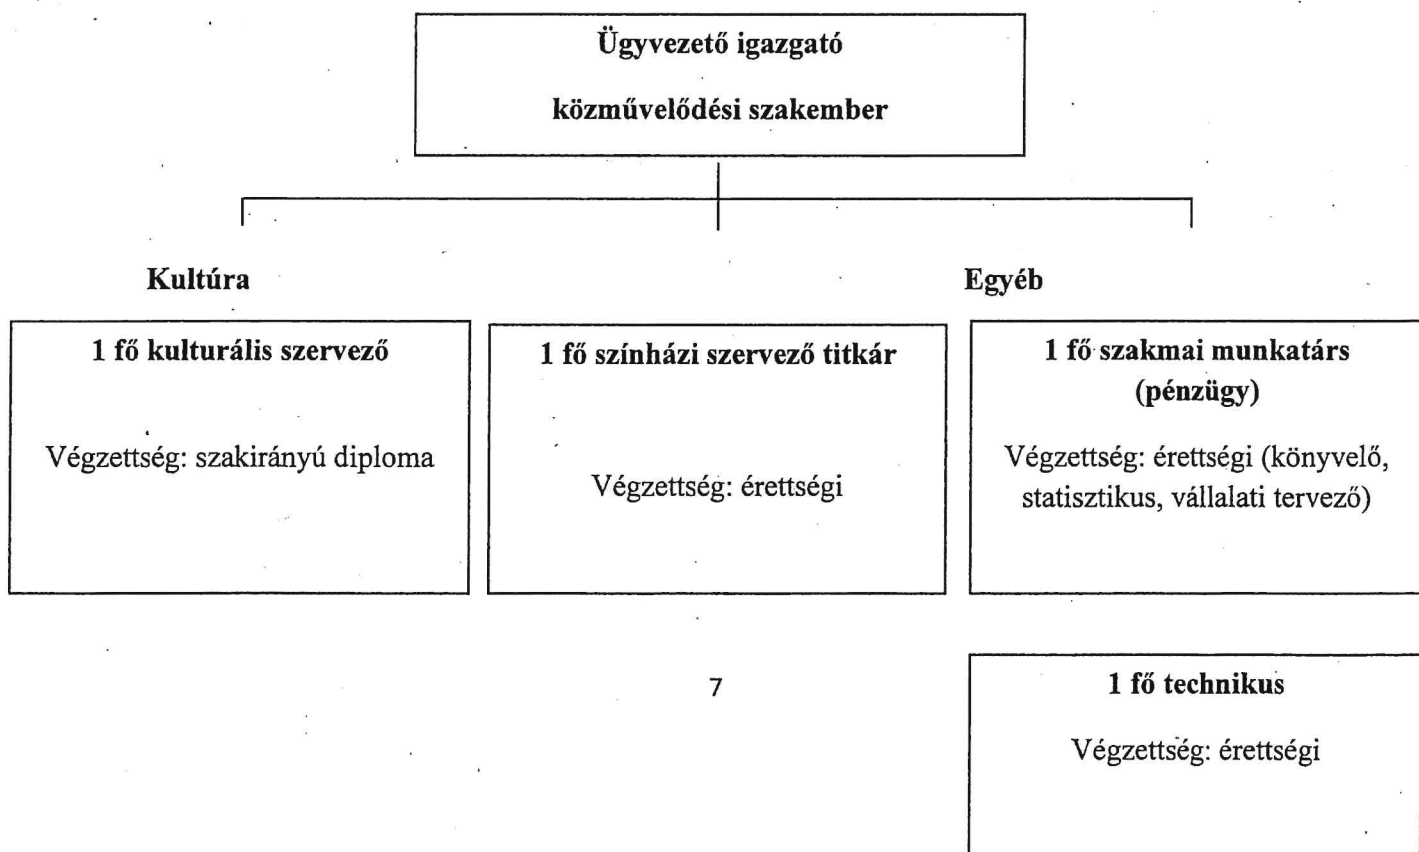 Ügyvezető igazgató
közművelődési szakember
Kultúra
Egyéb
1 fő kulturális szervező
Végzettség: szakirányú diploma
1 fő színházi szervező titkár
Végzettség: érettségi
1 fő szakmai munkatárs
(pénzügy)
Végzettség: érettségi (könyvelő,
statisztikus, vállalati tervező)
7
1 fő technikus
Végzettség: érettségi